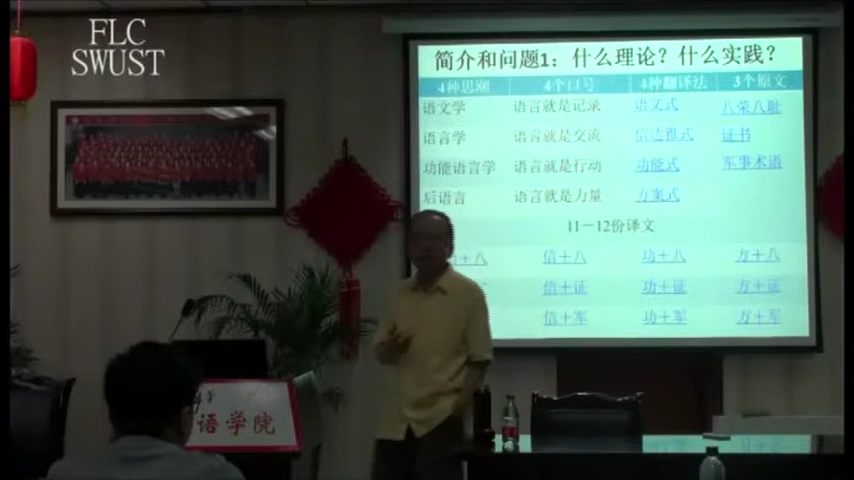 FLC
SWUST
简介和问题1：什么理论？什么实践？
4种思潮 4个口号 4种翻译法 3个原文
语文学 语言就是记录 语义式 八荣八耻
语言学 语言就是交流 信达雅式 证书
功能语言学 语言就是行动 功能式 军事术语
后语言 语言就是力量 方案式
11－12份译文
十八 信＋八 功＋八 方＋八
信＋证 功＋证 方＋证
信＋军 功＋军 方＋军
语学院